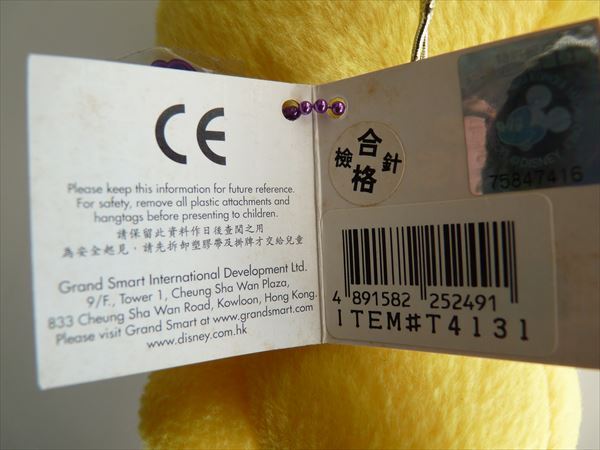 CE
Please keep this information for future reference.
For safety, remove all plastic attachments and
hangtags before presenting to children.
請保留此資料作日後查閱之用
為安全起見，請先拆卸塑膠帶及掛牌才交給兒童
Grand Smart International Development Ltd.
9/F., Tower 1, Cheung Sha Wan Plaza,
833 Cheung Sha Wan Road, Kowloon, Hong Kong.
Please visit Grand Smart at www.grandsmart.com
www.disney.com.hk
合
檢 針
格
DISNEY
75847416
4 891582 252491
ITEM#T4131